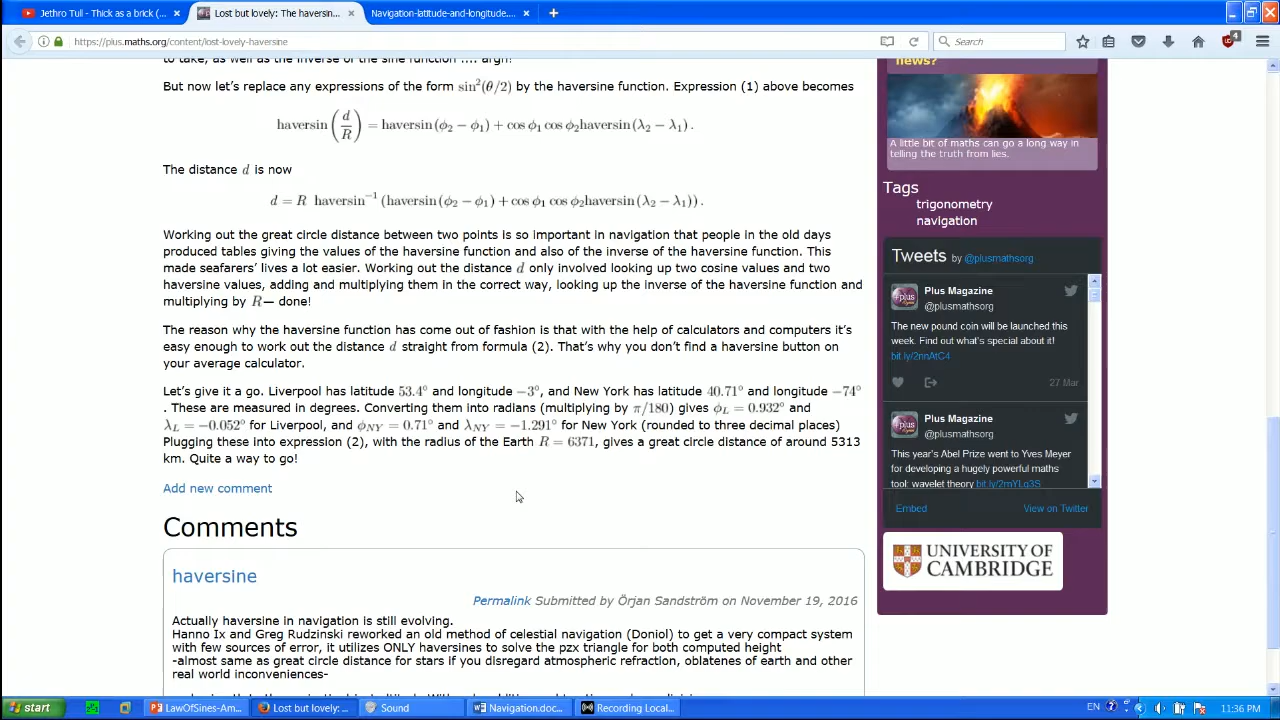 Jethro Tull - Thick as a brick (...
Lost but lovely: The haversin...
Navigation-latitude-and-longitude....
https://plus.maths.org/content/lost-lovely-haversine
Search
4
to take, as well as the inverse of the sine function .... argh!
But now let's replace any expressions of the form sin²(θ/2) by the haversine function. Expression (1) above becomes
haversin (d/R) = haversin(ϕ₂ − ϕ₁) + cos ϕ₁ cos ϕ₂haversin(λ₂ − λ₁) .
The distance d is now
d = R haversin⁻¹ (haversin(ϕ₂ − ϕ₁) + cos ϕ₁ cos ϕ₂haversin(λ₂ − λ₁)) .
Working out the great circle distance between two points is so important in navigation that people in the old days
produced tables giving the values of the haversine function and also of the inverse of the haversine function. This
made seafarers' lives a lot easier. Working out the distance d only involved looking up two cosine values and two
haversine values, adding and multiplying them in the correct way, looking up the inverse of the haversine function and
multiplying by R— done!
The reason why the haversine function has come out of fashion is that with the help of calculators and computers it's
easy enough to work out the distance d straight from formula (2). That's why you don't find a haversine button on
your average calculator.
Let's give it a go. Liverpool has latitude 53.4° and longitude −3°, and New York has latitude 40.71° and longitude −74°
. These are measured in degrees. Converting them into radians (multiplying by π/180) gives ϕL = 0.932° and
λL = −0.052° for Liverpool, and ϕNY = 0.71° and λNY = −1.291° for New York (rounded to three decimal places)
Plugging these into expression (2), with the radius of the Earth R = 6371, gives a great circle distance of around 5313
km. Quite a way to go!
Add new comment
Comments
haversine
Permalink Submitted by Örjan Sandström on November 19, 2016
Actually haversine in navigation is still evolving.
Hanno Ix and Greg Rudzinski reworked an old method of celestial navigation (Doniol) to get a very compact system
with few sources of error, it utilizes ONLY haversines to solve the pzx triangle for both computed height
-almost same as great circle distance for stars if you disregard atmospheric refraction, oblatenes of earth and other
real world inconveniences-
news?
A little bit of maths can go a long way in
telling the truth from lies.
Tags
trigonometry
navigation
Tweets by @plusmathsorg
Plus Magazine
@plusmathsorg
The new pound coin will be launched this
week. Find out what's special about it!
bit.ly/2nnAtC4
27 Mar
Plus Magazine
@plusmathsorg
This year's Abel Prize went to Yves Meyer
for developing a hugely powerful maths
tool: wavelet theory bit.ly/2mYLg3S
Embed
View on Twitter
UNIVERSITY OF
CAMBRIDGE
start
LawOfSines-Am...
Lost but lovely: ...
Sound
Navigation.doc...
Recording Local...
EN
11:36 PM